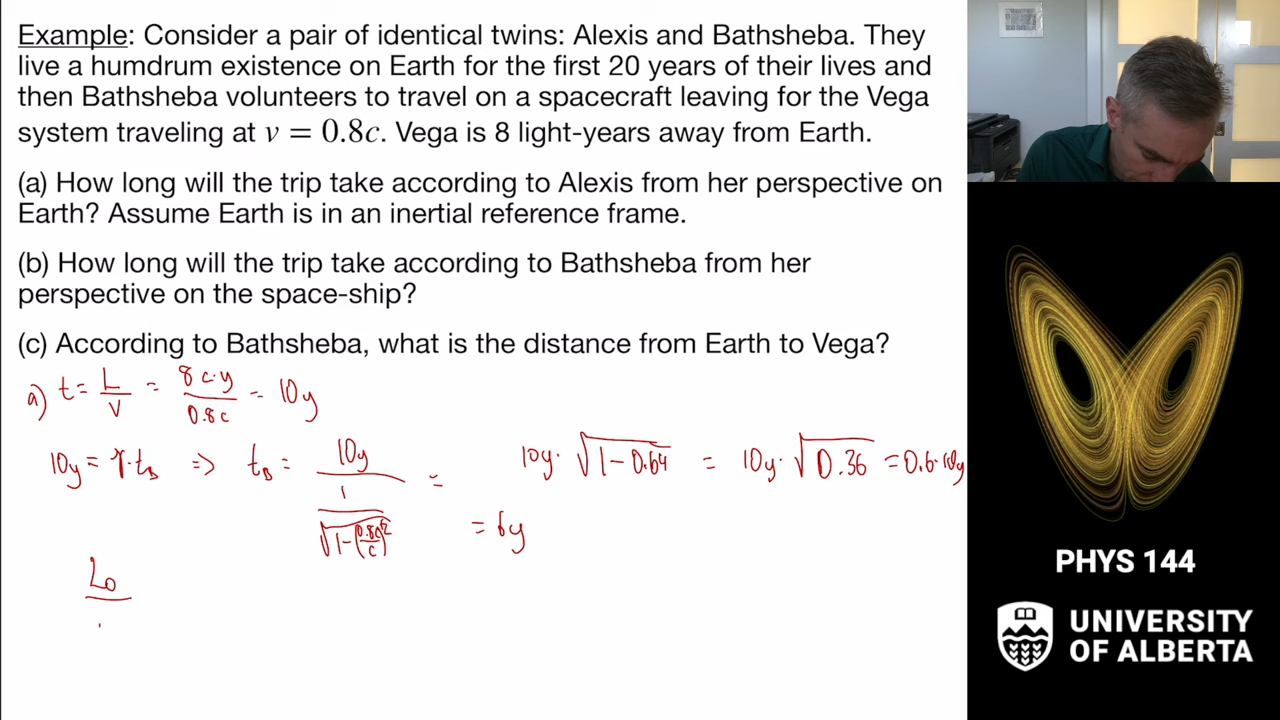 Example: Consider a pair of identical twins: Alexis and Bathsheba. They
live a humdrum existence on Earth for the first 20 years of their lives and
then Bathsheba volunteers to travel on a spacecraft leaving for the Vega
system traveling at v = 0.8c. Vega is 8 light-years away from Earth.
(a) How long will the trip take according to Alexis from her perspective on
Earth? Assume Earth is in an inertial reference frame.
(b) How long will the trip take according to Bathsheba from her
perspective on the space-ship?
(c) According to Bathsheba, what is the distance from Earth to Vega?
a) t = L/V = 8 c·y/0.8c = 10y
10y = γ·t_B => t_B = 10y/(1/√(1-(0.8c/c)²)) = 10y·√(1-0.64) = 10y·√0.36 = 0.6·10y
= 6y
L₀
PHYS 144
UNIVERSITY
OF ALBERTA